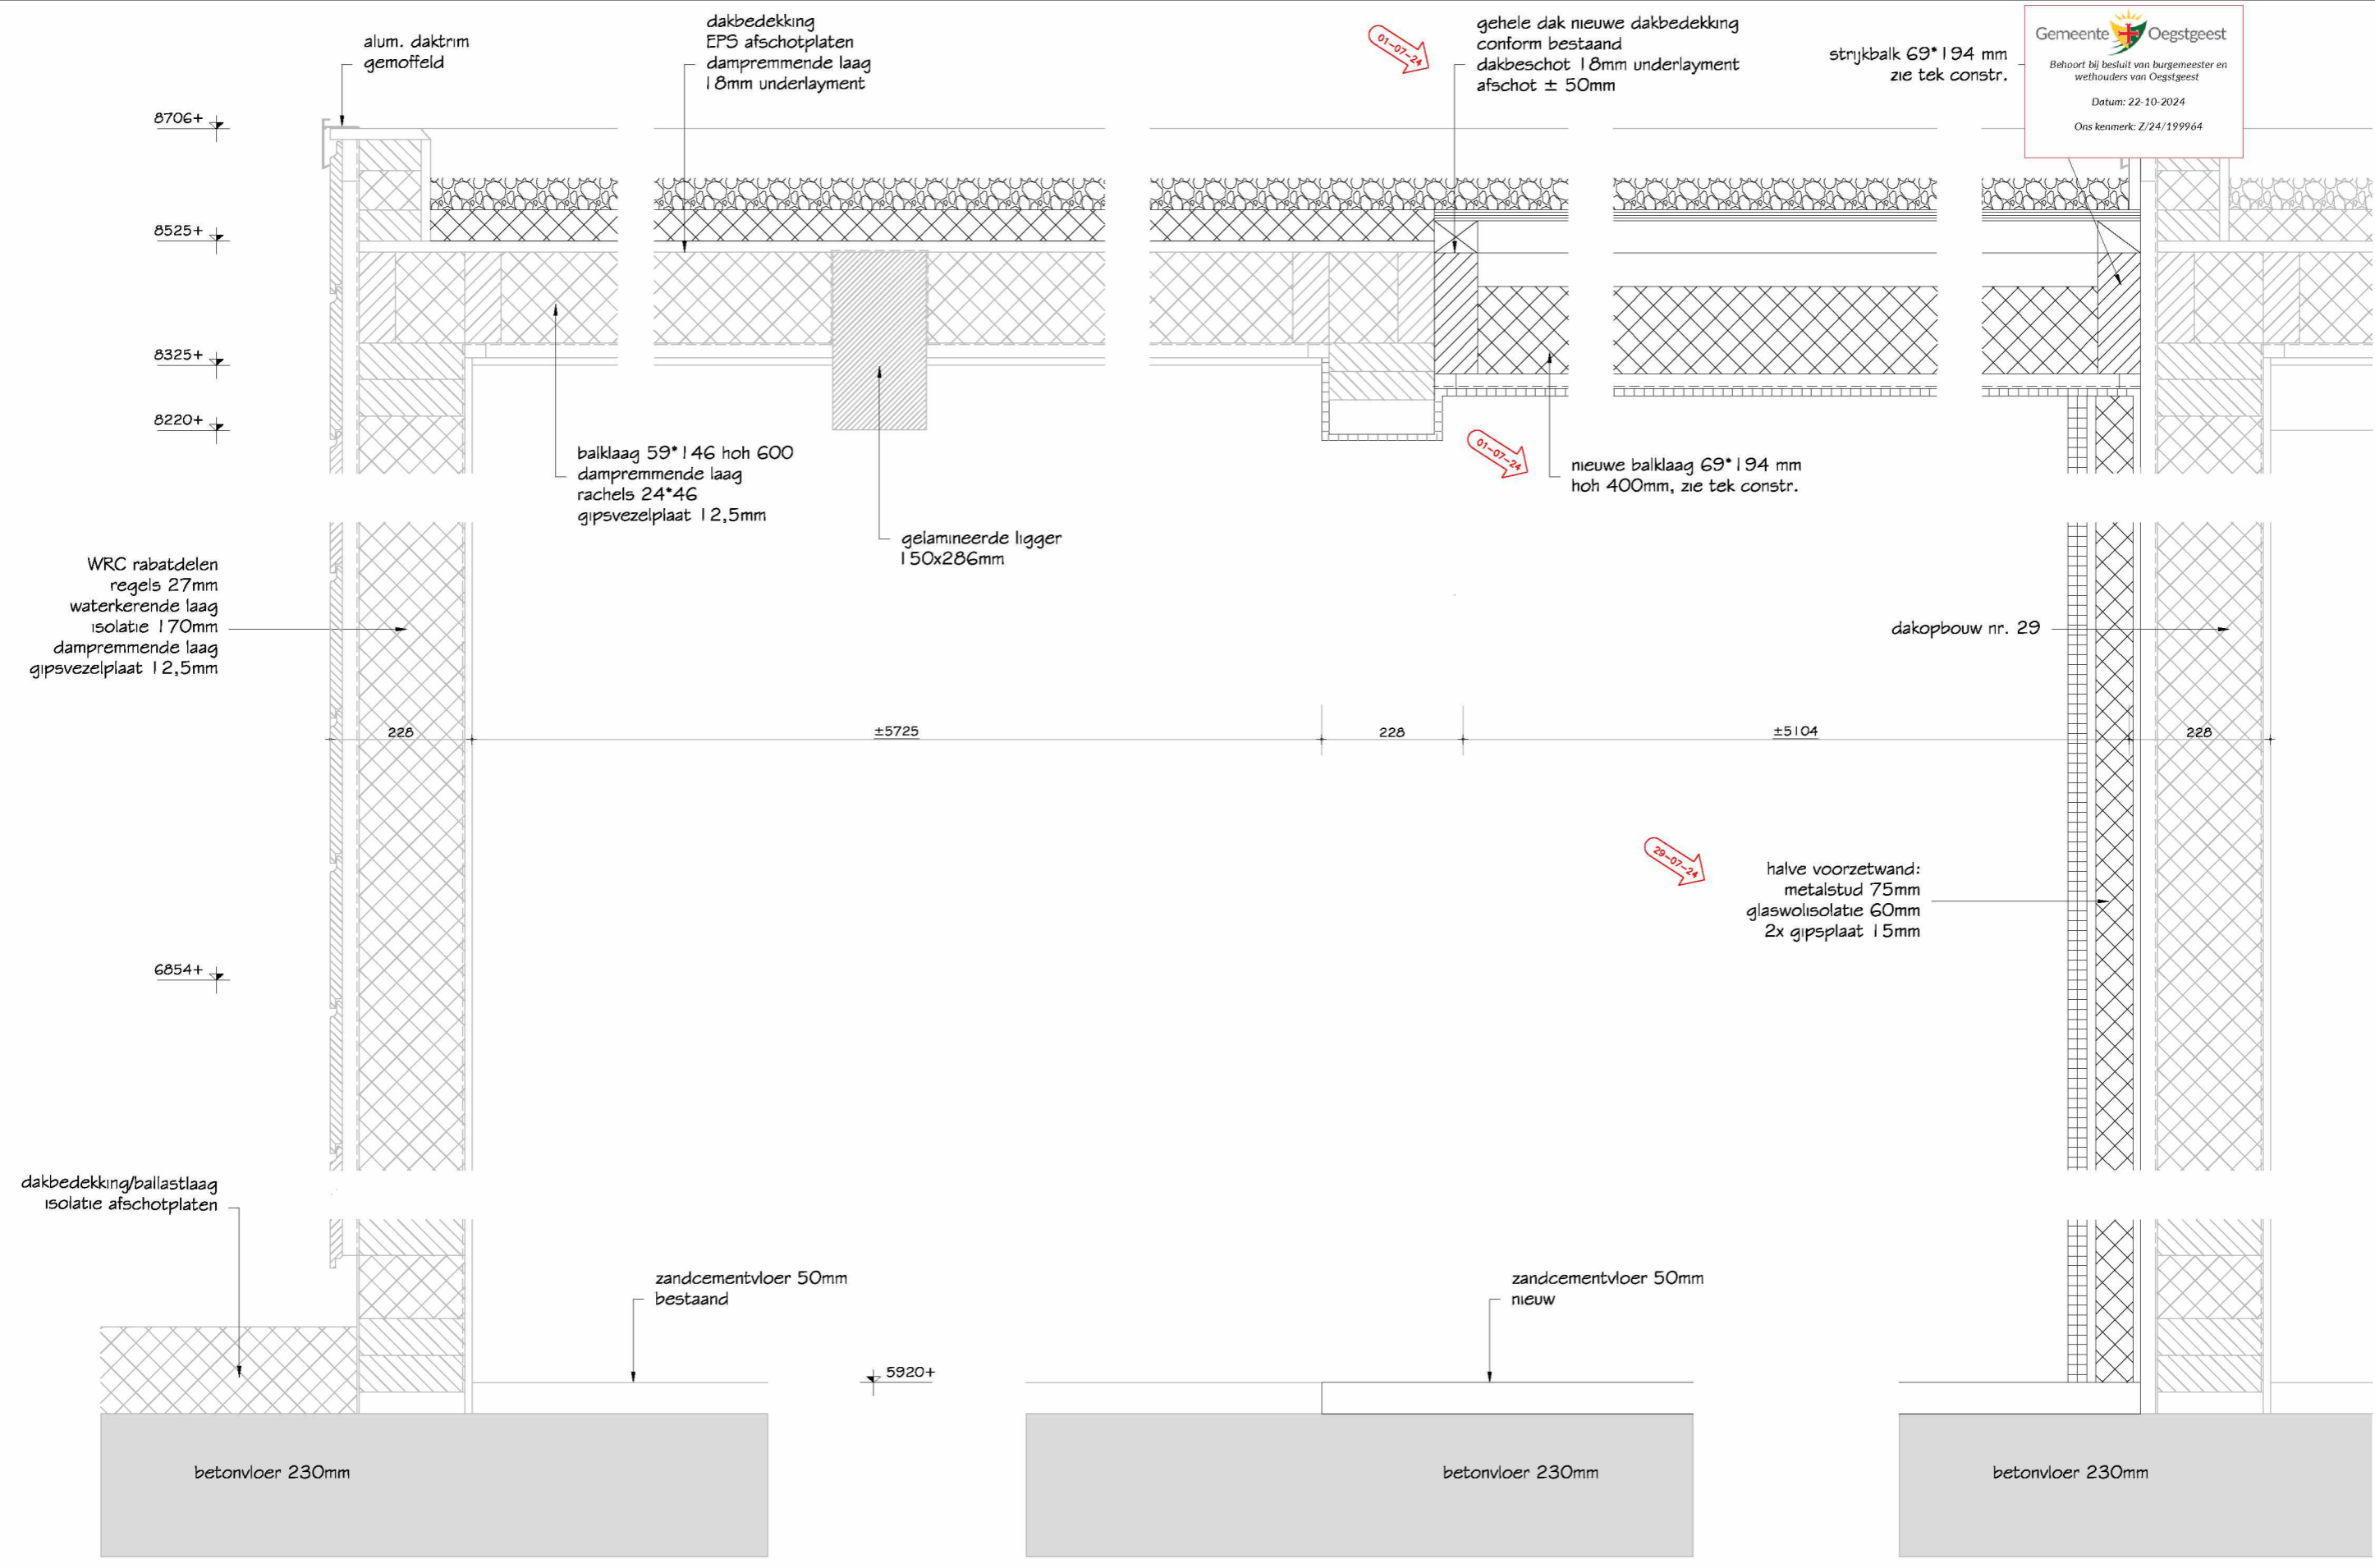 alum. daktrim
gemoffeld
dakbedekking
EPS afschotplaten
dampremmende laag
18mm underlayment
01-07-24
gehele dak nieuwe dakbedekking
conform bestaand
dakbeschot 18mm underlayment
afschot ± 50mm
strijkbalk 69*194 mm
zie tek constr.
Gemeente Oegstgeest
Behoort bij besluit van burgemeester en
wethouders van Oegstgeest
Datum: 22-10-2024
Ons kenmerk: Z/24/199964
8706+
8525+
8325+
8220+
balklaag 59*146 hoh 600
dampremmende laag
rachels 24*46
gipsvezelplaat 12,5mm
gelamineerde ligger
150x286mm
01-07-24
nieuwe balklaag 69*194 mm
hoh 400mm, zie tek constr.
WRC rabatdelen
regels 27mm
waterkerende laag
isolatie 170mm
dampremmende laag
gipsvezelplaat 12,5mm
dakopbouw nr. 29
228
±5725
228
±5104
228
29-07-24
halve voorzetwand:
metalstud 75mm
glaswolisolatie 60mm
2x gipsplaat 15mm
6854+
dakbedekking/ballastlaag
isolatie afschotplaten
zandcementvloer 50mm
bestaand
zandcementvloer 50mm
nieuw
5920+
betonvloer 230mm
betonvloer 230mm
betonvloer 230mm